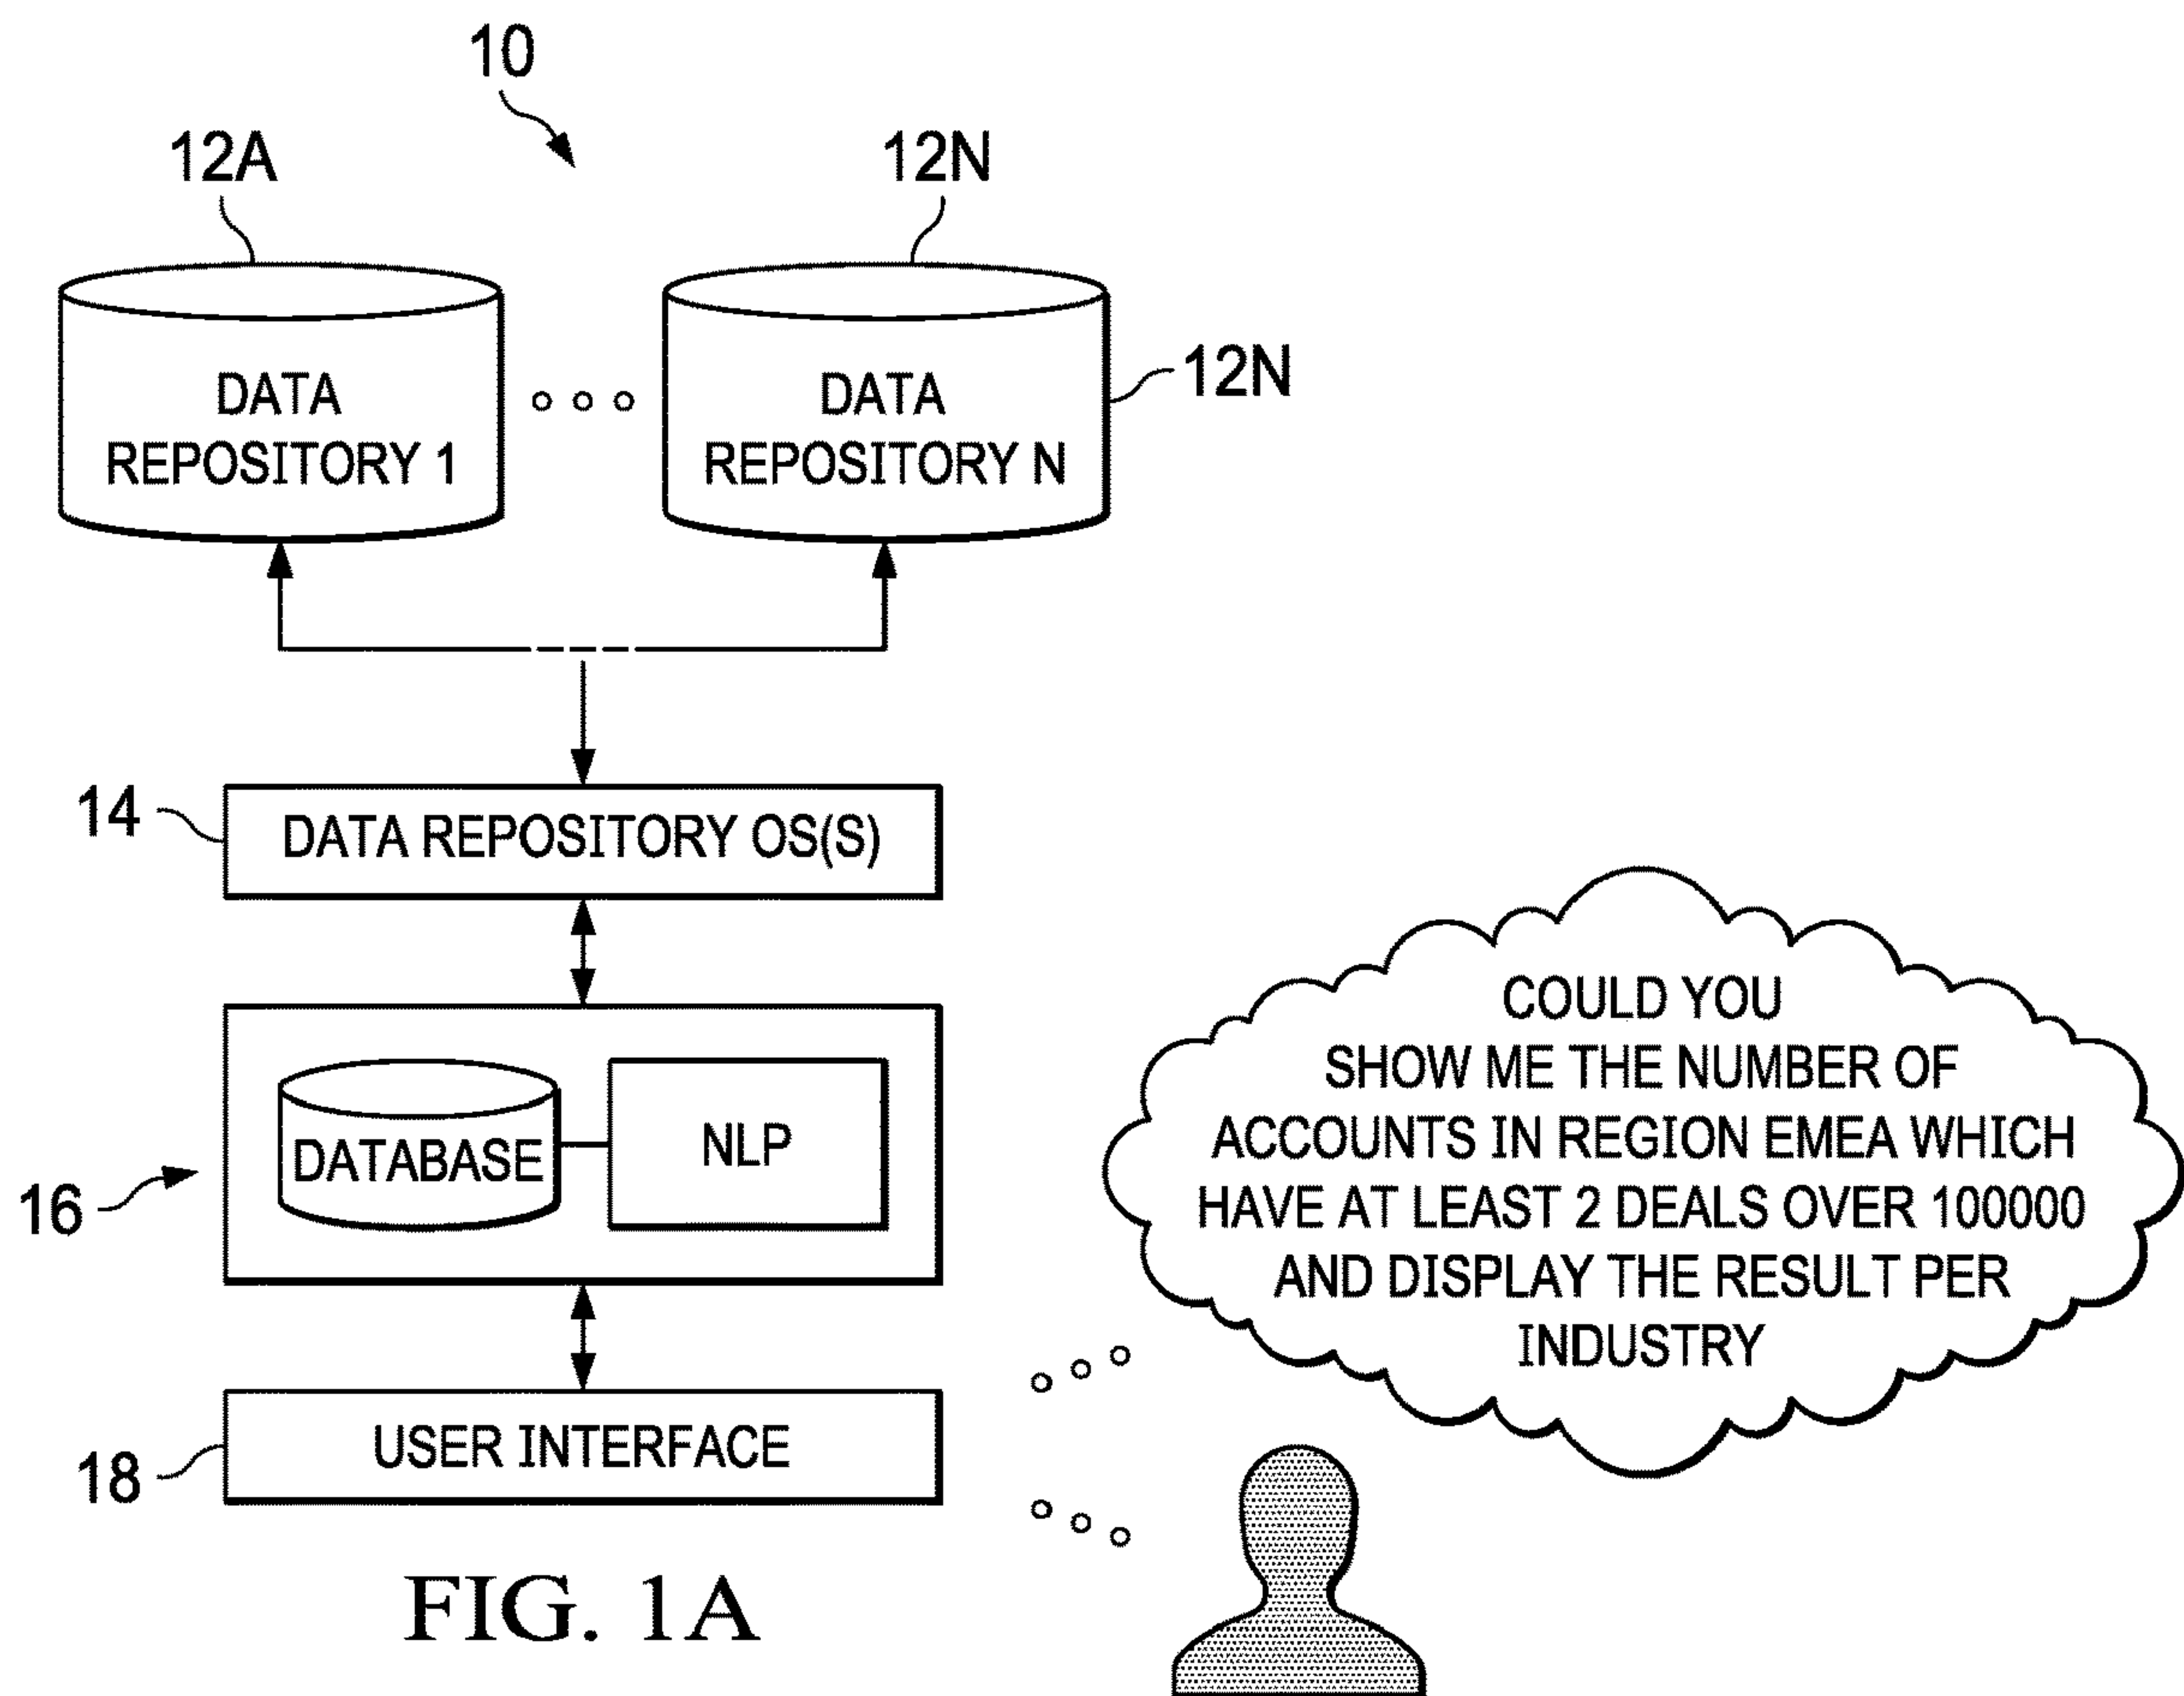 10
12A
12N
DATA
REPOSITORY 1
DATA
REPOSITORY N
12N
14
DATA REPOSITORY OS(S)
16
DATABASE
NLP
18
USER INTERFACE
COULD YOU
SHOW ME THE NUMBER OF
ACCOUNTS IN REGION EMEA WHICH
HAVE AT LEAST 2 DEALS OVER 100000
AND DISPLAY THE RESULT PER
INDUSTRY
FIG. 1A